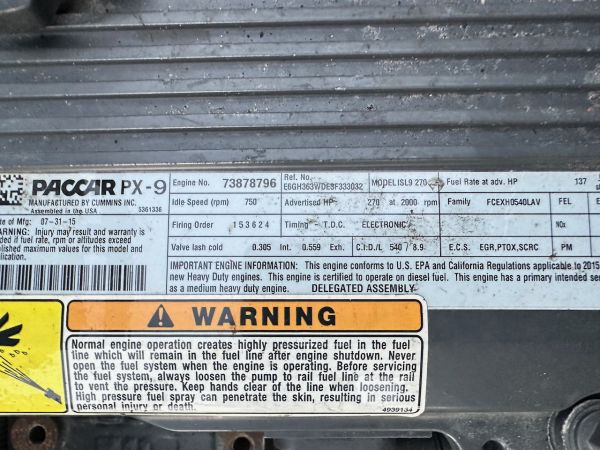 PACCAR PX-9
MANUFACTURED BY CUMMINS INC.
Assembled in the USA 5361336
Date of Mfg: 07-31-15
WARNING: Injury may result and warranty
if fuel rate, rpm or altitudes exceed
published maximum values for this model and
application.
Engine No. 73878796 Ref. No. MODEL ISL9 270 Fuel Rate at adv. HP 137
Idle Speed (rpm) 750 Advertised HP 270 at 2000 rpm Family FCEXH0540LAV FEL
Firing Order 153624 Timing - T.D.C. ELECTRONIC NOx
Valve lash cold 0.305 Int. 0.559 Exh. C.I.D./L 540 / 8.9 E.C.S. EGR,PTOX,SCRC PM
IMPORTANT ENGINE INFORMATION: This engine conforms to U.S. EPA and California Regulations applicable to 2015
new Heavy Duty engines. This engine is certified to operate on diesel fuel. This engine has a primary intended
as a medium heavy duty engine. DELEGATED ASSEMBLY
WARNING
Normal engine operation creates highly pressurized fuel in the fuel
line which will remain in the fuel line after engine shutdown. Never
open the fuel system when the engine is operating. Before servicing
the fuel system, always loosen the pump to rail fuel line at the rail
to vent the pressure. Keep hands clear of the line when loosening.
High pressure fuel spray can penetrate the skin, resulting in serious
personal injury or death.
4939134